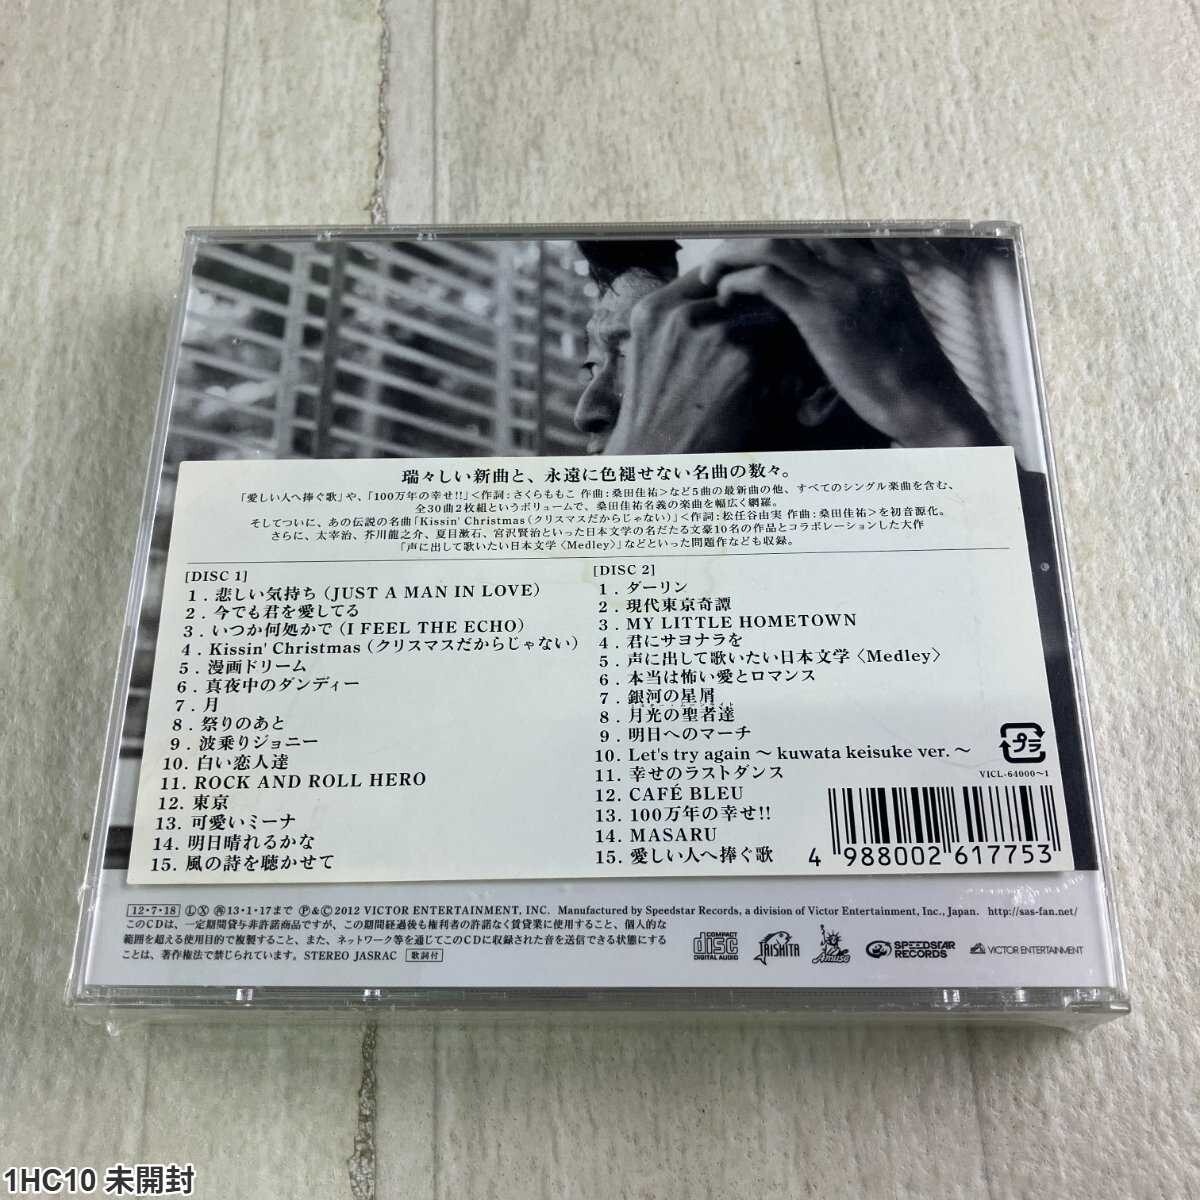 瑞々しい新曲と、永遠に色褪せない名曲の数々。
「愛しい人へ捧ぐ歌」や、「100万年の幸せ!!」<作詞：さくらももこ 作曲：桑田佳祐>など5曲の最新曲の他、すべてのシングル楽曲を含む、
全30曲2枚組というボリュームで、桑田佳祐名義の楽曲を幅広く網羅。
そしてついに、あの伝説の名曲「Kissin' Christmas(クリスマスだからじゃない)」<作詞：松任谷由実 作曲：桑田佳祐>を初音源化。
さらに、太宰治、芥川龍之介、夏目漱石、宮沢賢治といった日本文学の名だたる文豪10名の作品とコラボレーションした大作
「声に出して歌いたい日本文学〈Medley〉」などといった問題作なども収録。
[DISC 1]
1 . 悲しい気持ち (JUST A MAN IN LOVE)
2 . 今でも君を愛してる
3 . いつか何処かで (I FEEL THE ECHO)
4 . Kissin' Christmas (クリスマスだからじゃない)
5 . 漫画ドリーム
6 . 真夜中のダンディー
7 . 月
8 . 祭りのあと
9 . 波乗りジョニー
10. 白い恋人達
11. ROCK AND ROLL HERO
12. 東京
13. 可愛いミーナ
14. 明日晴れるかな
15. 風の詩を聴かせて
[DISC 2]
1 . ダーリン
2 . 現代東京奇譚
3 . MY LITTLE HOMETOWN
4 . 君にサヨナラを
5 . 声に出して歌いたい日本文学〈Medley〉
6 . 本当は怖い愛とロマンス
7 . 銀河の星屑
8 . 月光の聖者達
9 . 明日へのマーチ
10. Let's try again ～ kuwata keisuke ver. ～
11. 幸せのラストダンス
12. CAFÉ BLEU
13. 100万年の幸せ!!
14. MASARU
15. 愛しい人へ捧ぐ歌
プラ
VICL-64000～1
4 988002 617753
12・7・18 Ⓛ Ⓧ ㊢13・1・17まで Ⓟ&Ⓒ 2012 VICTOR ENTERTAINMENT, INC. Manufactured by Speedstar Records, a division of Victor Entertainment, Inc., Japan. http://sas-fan.net/
このCDは、一定期間貸与非許諾商品ですが、この期間経過後も権利者の許諾なく賃貸業に使用すること、個人的な
範囲を超える使用目的で複製すること、また、ネットワーク等を通じてこのCDに収録された音を送信できる状態にする
ことは、著作権法で禁じられています。STEREO JASRAC 歌詞付
COMPACT disc DIGITAL AUDIO
TAISHITA
Amuse
SPEEDSTAR RECORDS
VICTOR ENTERTAINMENT
1HC10 未開封